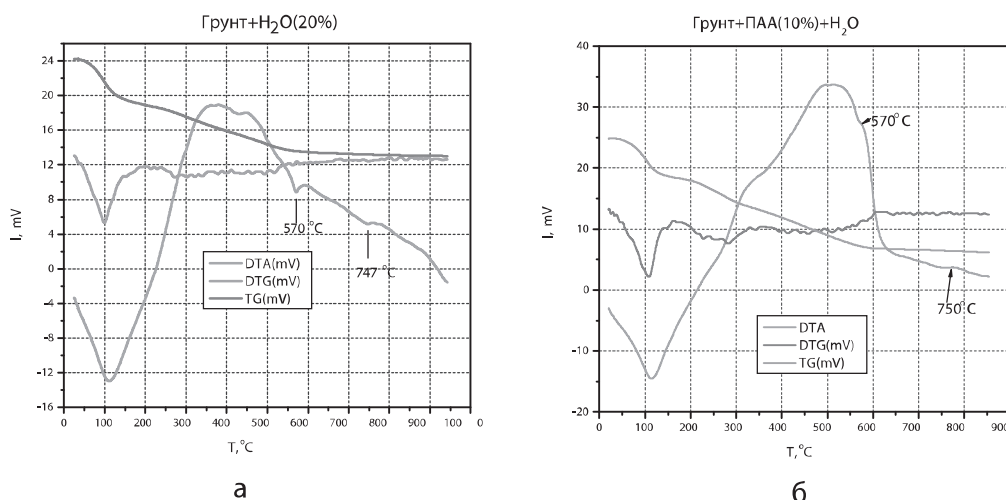 Грунт+H₂O(20%)
a
I, mV
24
20
16
12
8
4
0
-4
-8
-12
-16
570 °C
747 °C
DTA(mV)
DTG(mV)
TG(mV)
0 100 200 300 400 500 600 700 800 900 100 0
T,°C
а
Грунт+ПАА(10%)+H₂O
б
I, mV
40
30
20
10
0
-10
-20
570°C
750°C
DTA
DTG(mV)
TG(mV)
0 100 200 300 400 500 600 700 800 900
T,°C
б